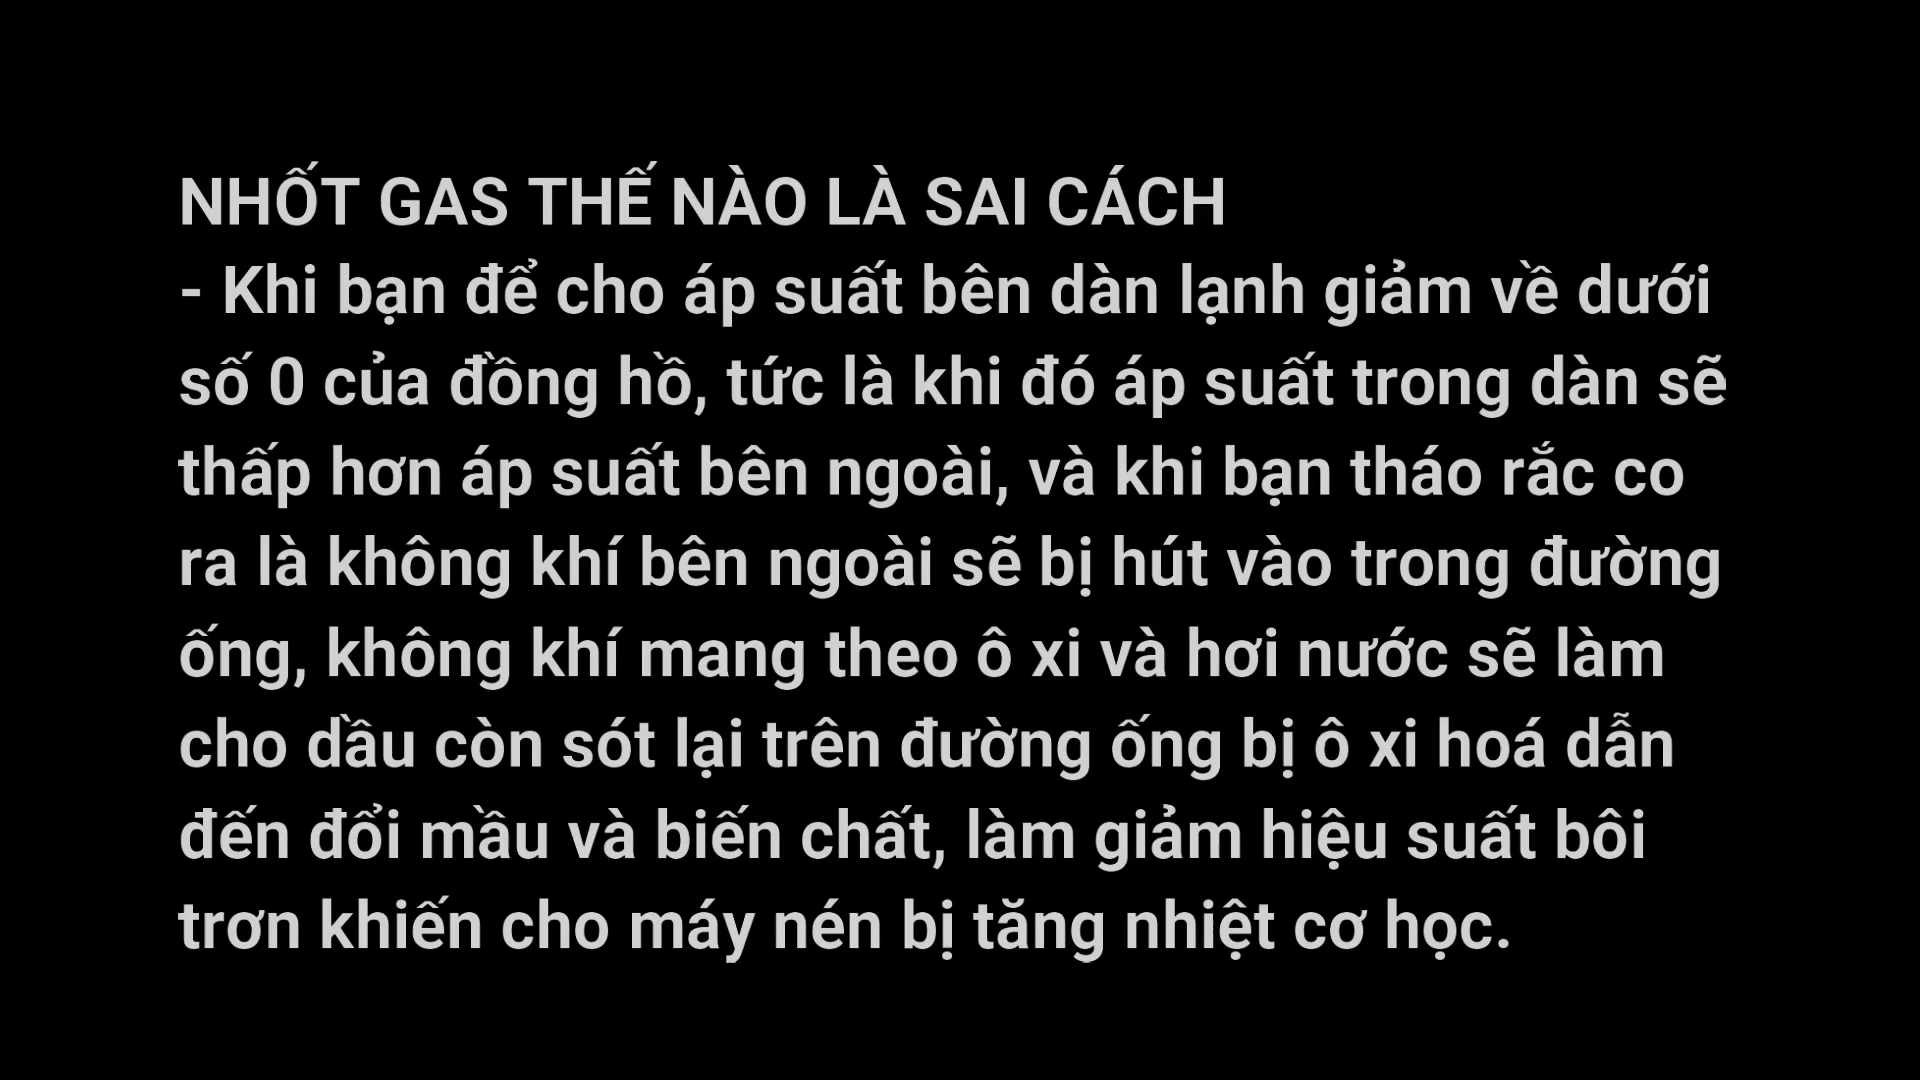 NHỐT GAS THẾ NÀO LÀ SAI CÁCH
- Khi bạn để cho áp suất bên dàn lạnh giảm về dưới
số 0 của đồng hồ, tức là khi đó áp suất trong dàn sẽ
thấp hơn áp suất bên ngoài, và khi bạn tháo rắc co
ra là không khí bên ngoài sẽ bị hút vào trong đường
ống, không khí mang theo ô xi và hơi nước sẽ làm
cho dầu còn sót lại trên đường ống bị ô xi hoá dẫn
đến đổi mầu và biến chất, làm giảm hiệu suất bôi
trơn khiến cho máy nén bị tăng nhiệt cơ học.